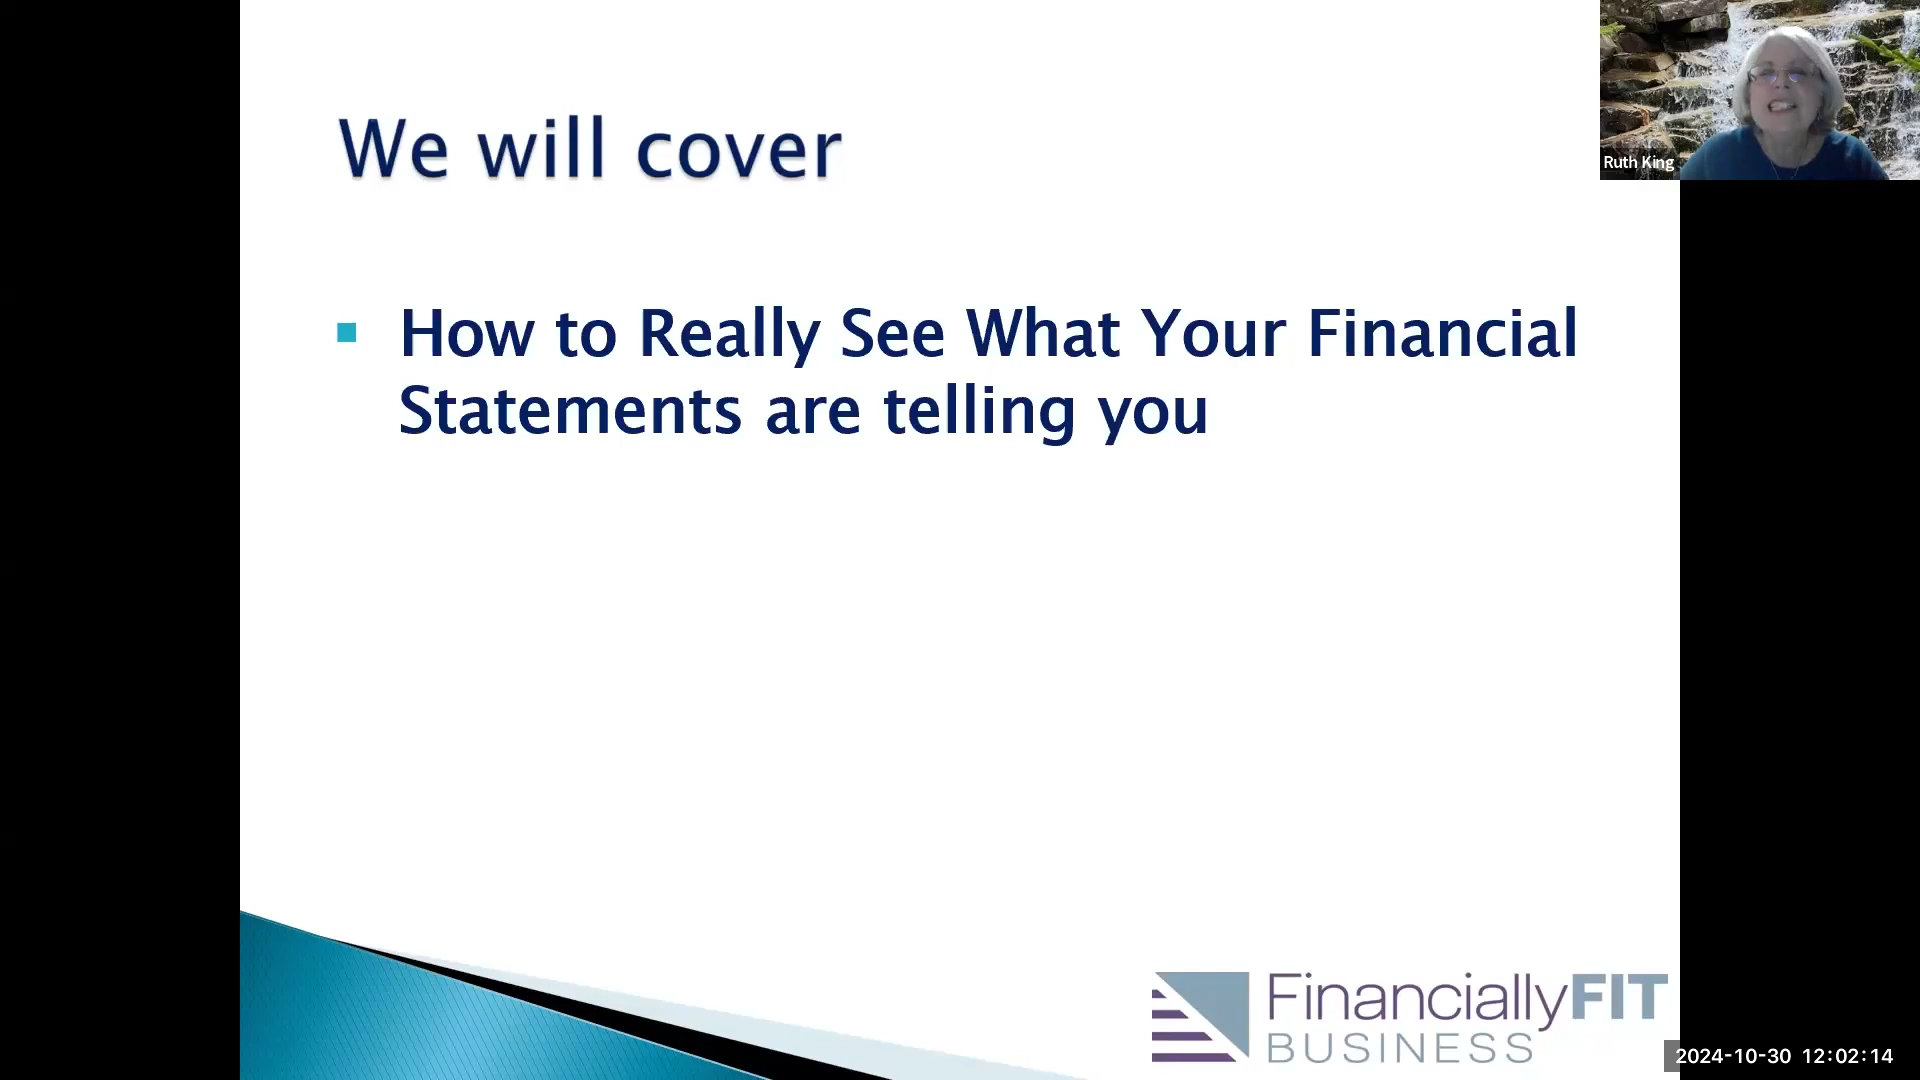 We will cover
Ruth King
How to Really See What Your Financial
Statements are telling you
FinanciallyFIT
BUSINESS
2024-10-30 12:02:14